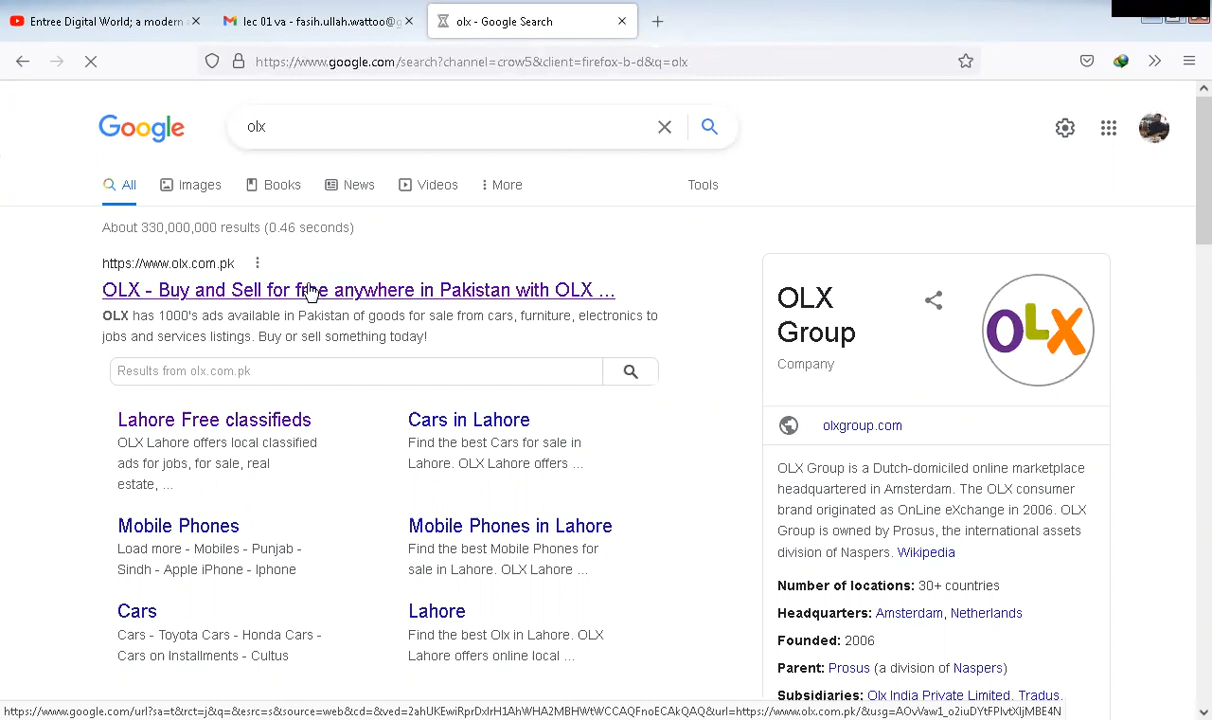 Entree Digital World; a modern
lec 01 va - fasih.ullah.wattoo@g
olx - Google Search
https://www.google.com/search?channel=crow5&client=firefox-b-d&q=olx
Google
olx
All
Images
Books
News
Videos
More
Tools
About 330,000,000 results (0.46 seconds)
https://www.olx.com.pk
OLX - Buy and Sell for free anywhere in Pakistan with OLX ...
OLX has 1000's ads available in Pakistan of goods for sale from cars, furniture, electronics to
jobs and services listings. Buy or sell something today!
Results from olx.com.pk
Lahore Free classifieds
OLX Lahore offers local classified
ads for jobs, for sale, real
estate, ...
Cars in Lahore
Find the best Cars for sale in
Lahore. OLX Lahore offers ...
Mobile Phones
Load more - Mobiles - Punjab -
Sindh - Apple iPhone - Iphone
Mobile Phones in Lahore
Find the best Mobile Phones for
sale in Lahore. OLX Lahore ...
Cars
Cars - Toyota Cars - Honda Cars -
Cars on Installments - Cultus
Lahore
Find the best Olx in Lahore. OLX
Lahore offers online local ...
OLX
Group
Company
OLX
olxgroup.com
OLX Group is a Dutch-domiciled online marketplace
headquartered in Amsterdam. The OLX consumer
brand originated as OnLine eXchange in 2006. OLX
Group is owned by Prosus, the international assets
division of Naspers. Wikipedia
Number of locations: 30+ countries
Headquarters: Amsterdam, Netherlands
Founded: 2006
Parent: Prosus (a division of Naspers)
Subsidiaries: Olx India Private Limited, Tradus,